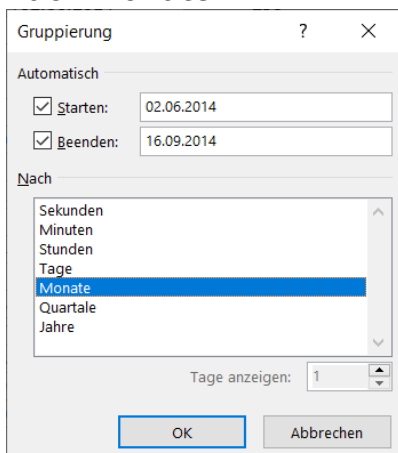 Gruppierung ?
Automatisch
Starten: 02.06.2014
Beenden: 16.09.2014
Nach
Sekunden
Minuten
Stunden
Tage
Monate
Quartale
Jahre
Tage anzeigen: 1
OK Abbrechen